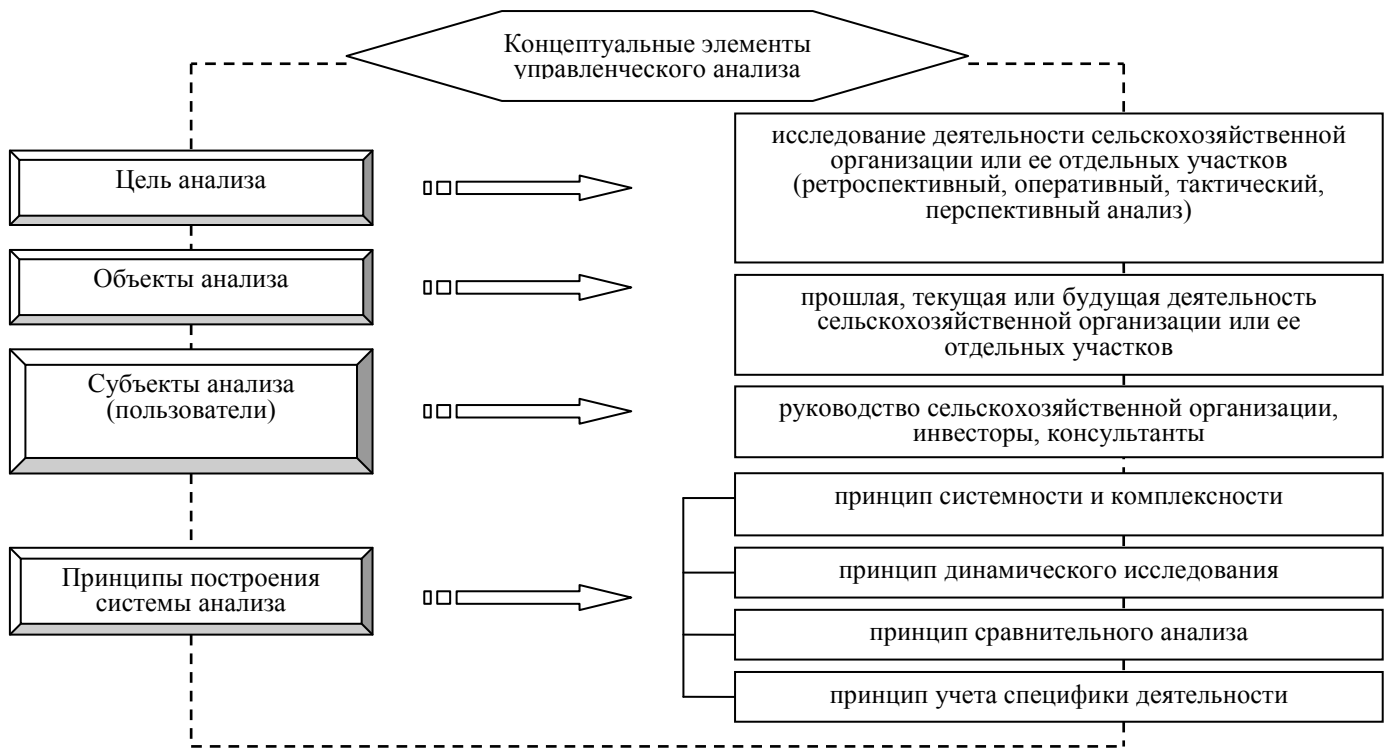 Концептуальные элементы
управленческого анализа
Цель анализа
исследование деятельности сельскохозяйственной
организации или ее отдельных участков
(ретроспективный, оперативный, тактический,
перспективный анализ)
Объекты анализа
прошлая, текущая или будущая деятельность
сельскохозяйственной организации или ее
отдельных участков
Субъекты анализа
(пользователи)
руководство сельскохозяйственной организации,
инвесторы, консультанты
Принципы построения
системы анализа
принцип системности и комплексности
принцип динамического исследования
принцип сравнительного анализа
принцип учета специфики деятельности